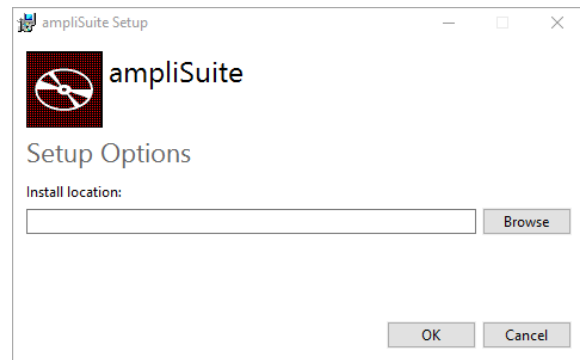 ampliSuite Setup
ampliSuite
Setup Options
Install location:
Browse
OK Cancel